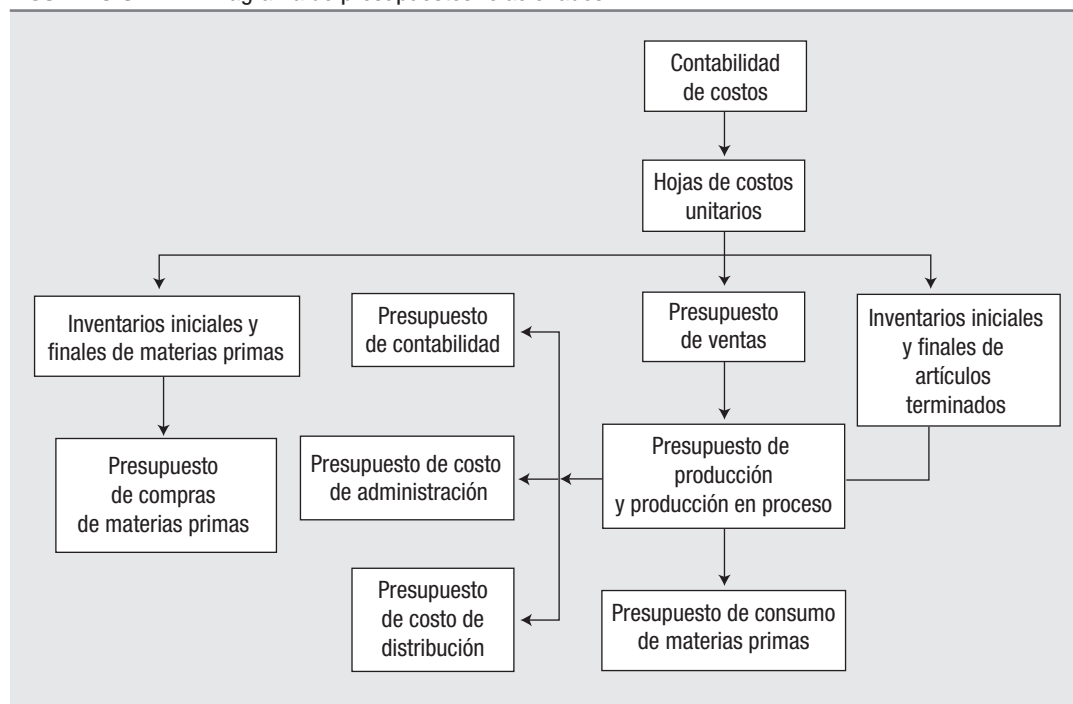 Contabilidad
de costos
Hojas de costos
unitarios
Inventarios iniciales y
finales de materias primas
Presupuesto
de contabilidad
Presupuesto
de ventas
Inventarios iniciales
y finales de
artículos
terminados
Presupuesto
de compras
de materias primas
Presupuesto de costo
de administración
Presupuesto de
producción
y producción en proceso
Presupuesto
de costo de
distribución
Presupuesto de consumo
de materias primas